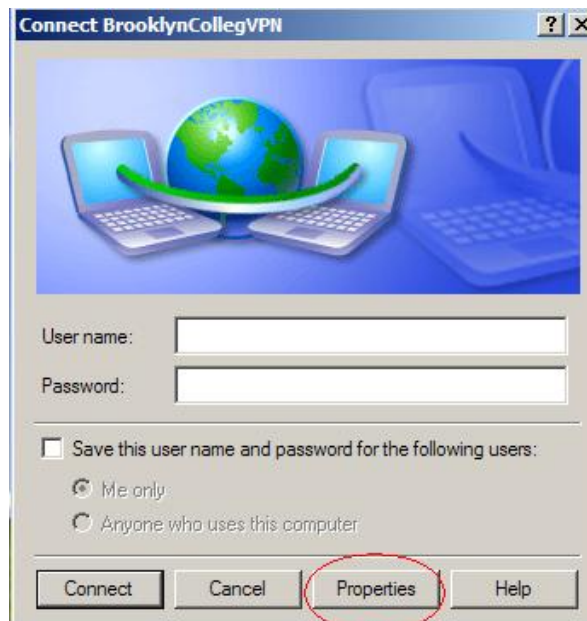 Connect BrooklynCollegVPN
User name:
Password:
Save this user name and password for the following users:
Me only
Anyone who uses this computer
Connect Cancel Properties Help